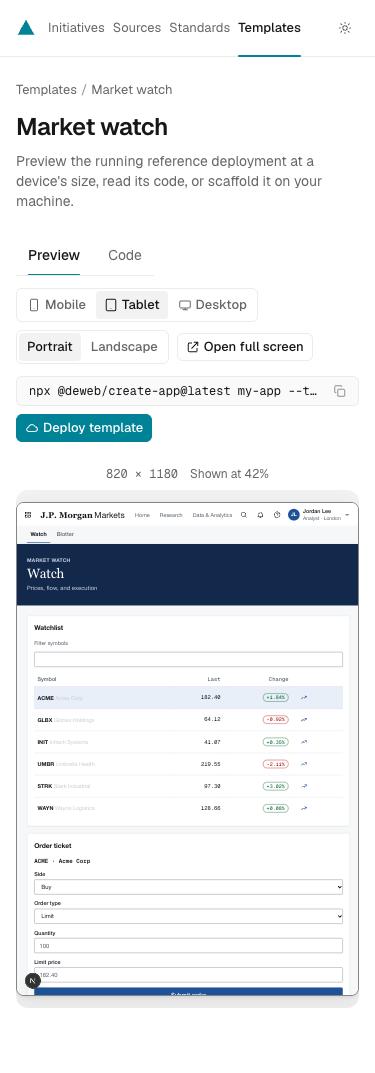 Initiatives Sources Standards Templates
Templates / Market watch
Market watch
Preview the running reference deployment at a
device's size, read its code, or scaffold it on your
machine.
Preview Code
Mobile Tablet Desktop
Portrait Landscape Open full screen
npx @deweb/create-app@latest my-app --t…
Deploy template
820 × 1180 Shown at 42%
J.P. Morgan Markets Home Research Data & Analytics JL Jordan Lee
Analyst · London
Watch Blotter
MARKET WATCH
Watch
Prices, flow, and execution
Watchlist
Filter symbols
Symbol Last Change
ACME Acme Corp 182.40 +1.84%
GLBX Globex Holdings 64.12 -0.92%
INIT Initech Systems 41.07 +0.35%
UMBR Umbrella Health 219.55 -2.11%
STRK Stark Industrial 97.30 +3.02%
WAYN Wayne Logistics 128.66 +0.06%
Order ticket
ACME · Acme Corp
Side
Buy
Order type
Limit
Quantity
100
Limit price
182.40
N